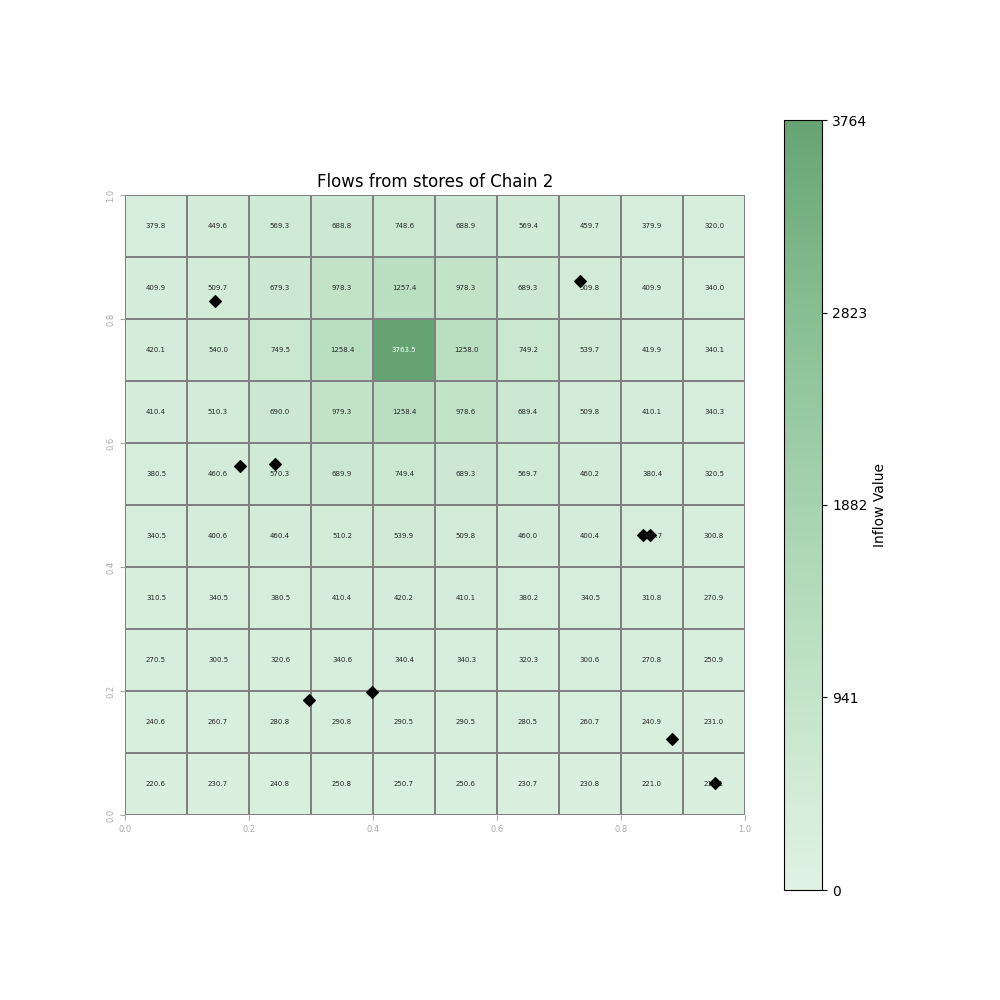 Flows from stores of Chain 2
379.8 449.6 569.3 688.8 748.6 688.9 569.4 459.7 379.9 320.0
409.9 509.7 679.3 978.3 1257.4 978.3 689.3 409.9 340.0
420.1 540.0 749.5 1258.4 3763.5 1258.0 749.2 539.7 419.9 340.1
410.4 510.3 690.0 979.3 1258.4 978.6 689.4 509.8 410.1 340.3
380.5 460.6 570.3 689.9 749.4 689.3 569.7 460.2 380.4 320.5
340.5 400.6 460.4 510.2 539.9 509.8 460.0 400.4 300.8
310.5 340.5 380.5 410.4 420.2 410.1 380.2 340.5 310.8 270.9
270.5 300.5 320.6 340.6 340.4 340.3 320.3 300.6 270.8 250.9
240.6 260.7 280.8 290.8 290.5 290.5 280.5 260.7 240.9 231.0
220.6 230.7 240.8 250.8 250.7 250.6 230.7 230.8 221.0
0.0 0.2 0.4 0.6 0.8 1.0
0.0 0.2 0.4 0.6 0.8 1.0
3764
2823
1882
941
0
Inflow Value